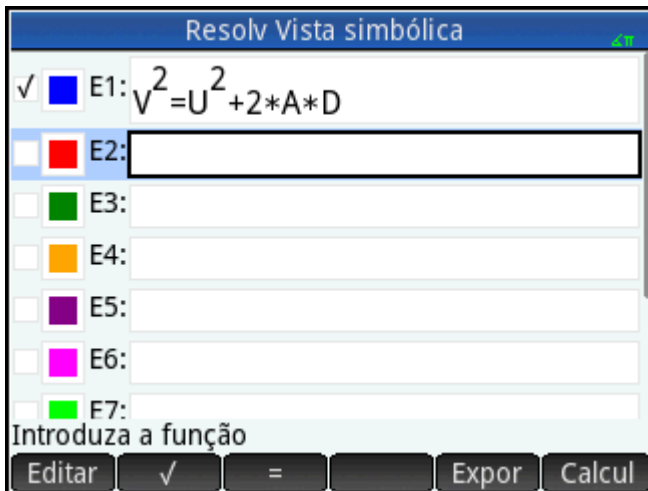 Resolv Vista simbólica
∡π
√ E1: V²=U²+2*A*D
E2:
E3:
E4:
E5:
E6:
E7:
Introduza a função
Editar √ = Expor Calcul